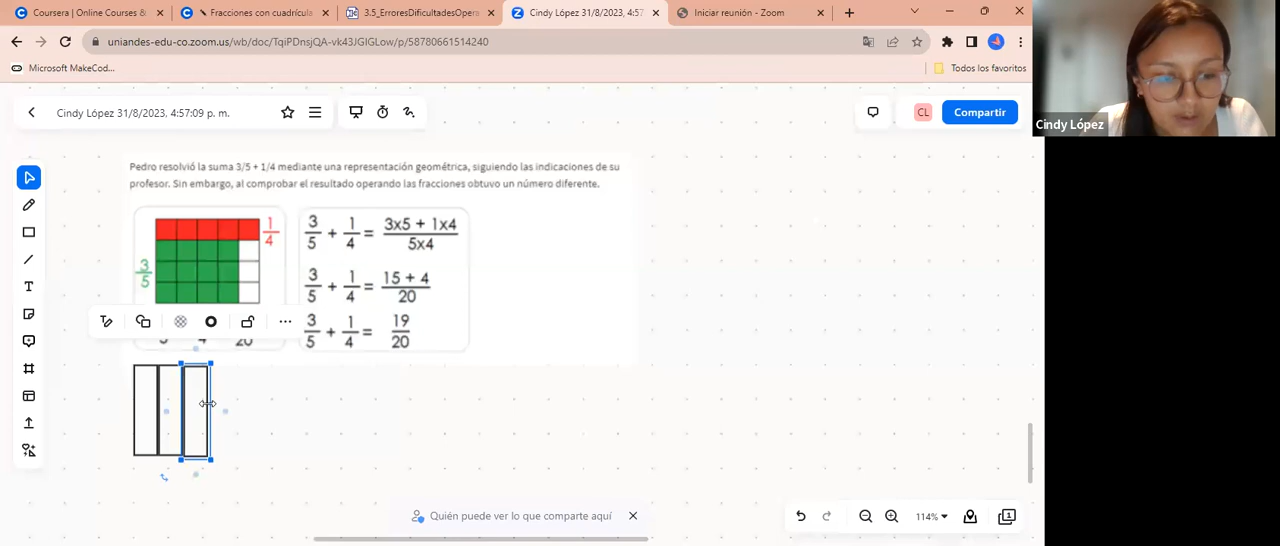 Coursera | Online Courses &
Fracciones con cuadrícula
3.5_ErroresDificultadesOpera
Cindy López 31/8/2023, 4:57
Iniciar reunión - Zoom
uniandes-edu-co.zoom.us/wb/doc/TqiPDnsjQA-vk43JGIGLow/p/58780661514240
Microsoft MakeCod...
Todos los favoritos
Cindy López 31/8/2023, 4:57:09 p. m.
CL
Compartir
Cindy López
Pedro resolvió la suma 3/5 + 1/4 mediante una representación geométrica, siguiendo las indicaciones de su
profesor. Sin embargo, al comprobar el resultado operando las fracciones obtuvo un número diferente.
1/4
3/5
3/5 + 1/4 = 3x5 + 1x4 / 5x4
3/5 + 1/4 = 15 + 4 / 20
3/5 + 1/4 = 19/20
Quién puede ver lo que comparte aquí
114%
1